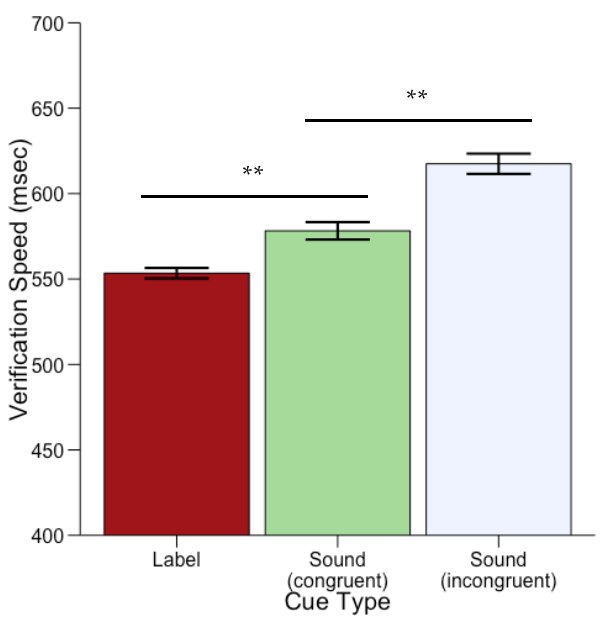 700
650
600
550
500
450
400
Verification Speed (msec)
**
**
Label
Sound
(congruent)
Sound
(incongruent)
Cue Type